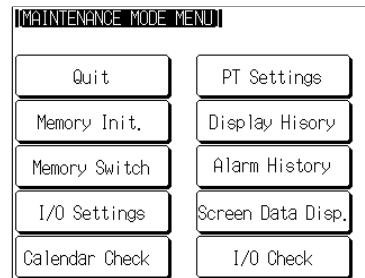 [MAINTENANCE MODE MENU]
Quit
PT Settings
Memory Init.
Display Hisory
Memory Switch
Alarm History
I/O Settings
Screen Data Disp.
Calendar Check
I/O Check